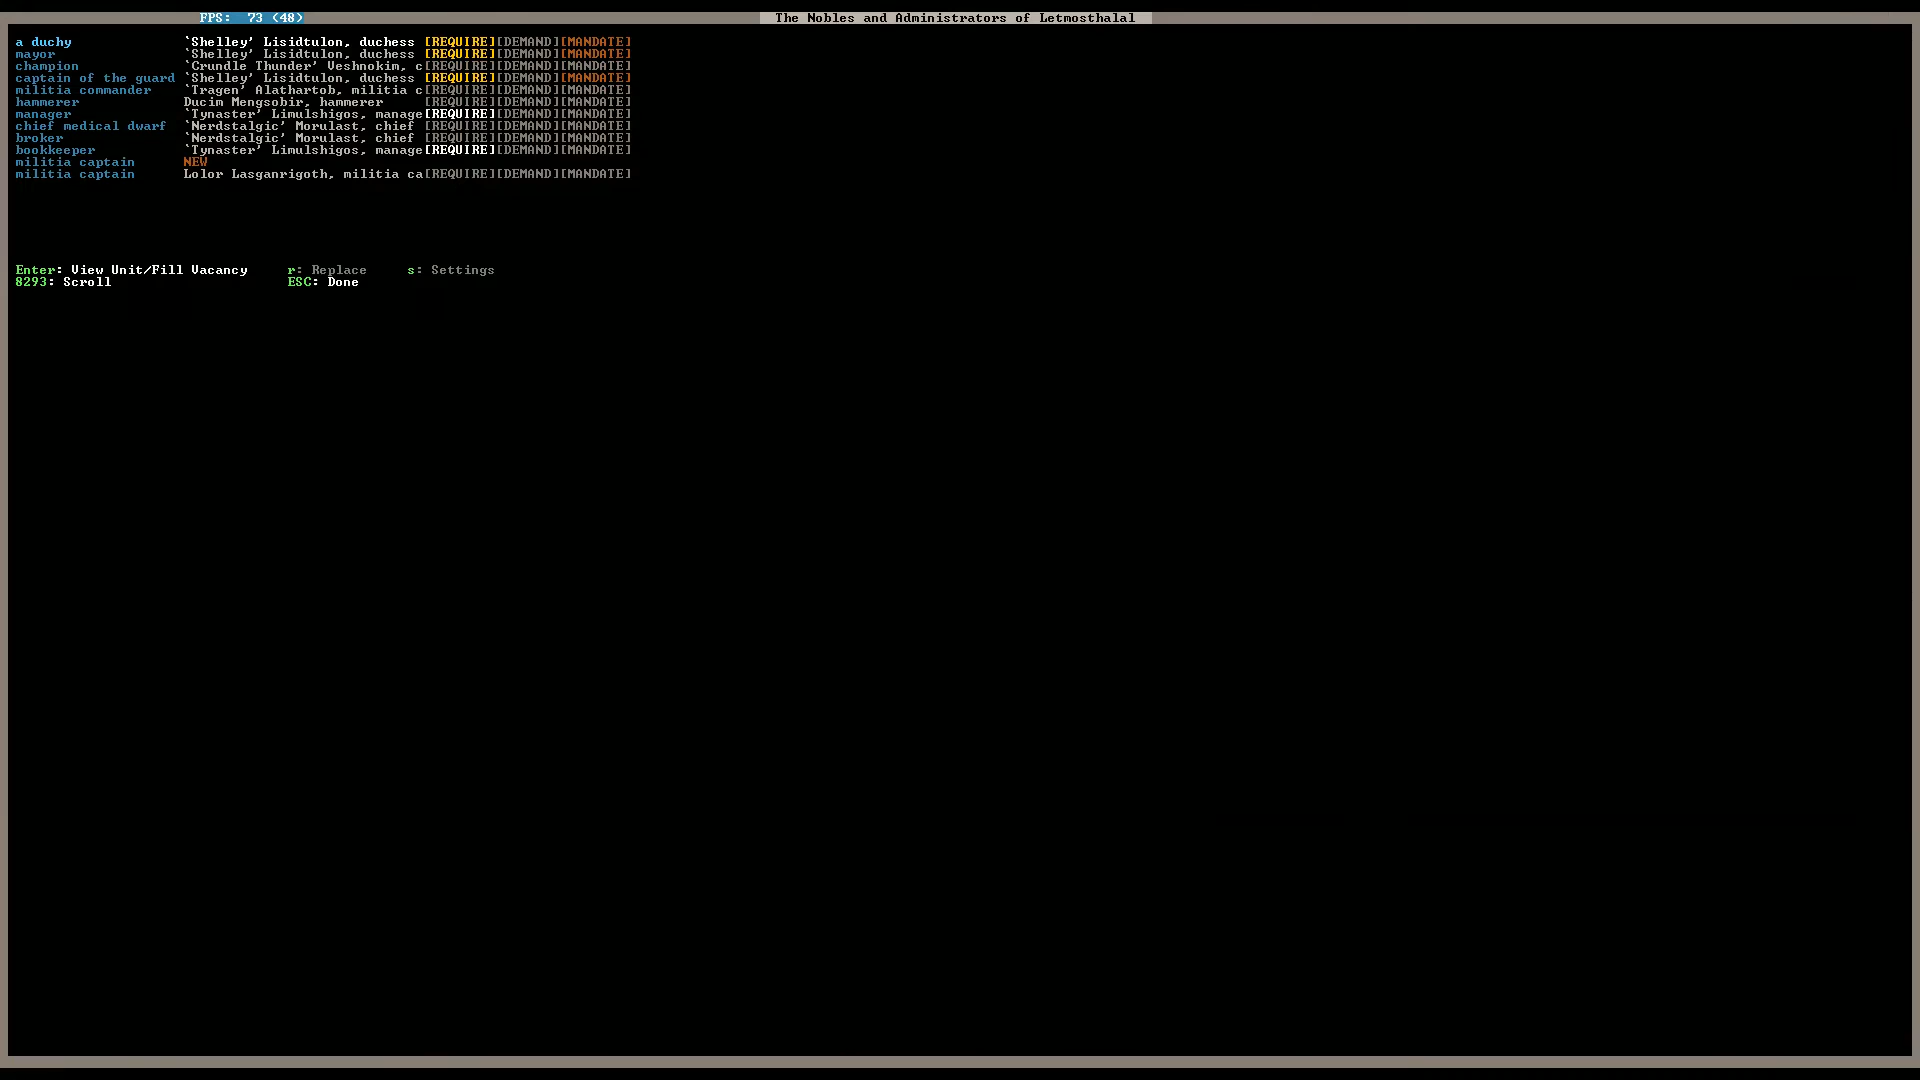 FPS: 73 (48) The Nobles and Administrators of Letmosthalal
a duchy `Shelley' Lisidtulon, duchess [REQUIRE][DEMAND][MANDATE]
mayor `Shelley' Lisidtulon, duchess [REQUIRE][DEMAND][MANDATE]
champion `Crundle Thunder' Veshnokim, c[REQUIRE][DEMAND][MANDATE]
captain of the guard `Shelley' Lisidtulon, duchess [REQUIRE][DEMAND][MANDATE]
militia commander `Tragen' Alathartob, militia c[REQUIRE][DEMAND][MANDATE]
hammerer Ducim Mengsobir, hammerer [REQUIRE][DEMAND][MANDATE]
manager `Tynaster' Limulshigos, manage[REQUIRE][DEMAND][MANDATE]
chief medical dwarf `Nerdstalgic' Morulast, chief [REQUIRE][DEMAND][MANDATE]
broker `Nerdstalgic' Morulast, chief [REQUIRE][DEMAND][MANDATE]
bookkeeper `Tynaster' Limulshigos, manage[REQUIRE][DEMAND][MANDATE]
militia captain NEW
militia captain Lolor Lasganrigoth, militia ca[REQUIRE][DEMAND][MANDATE]
Enter: View Unit/Fill Vacancy r: Replace s: Settings
8293: Scroll ESC: Done